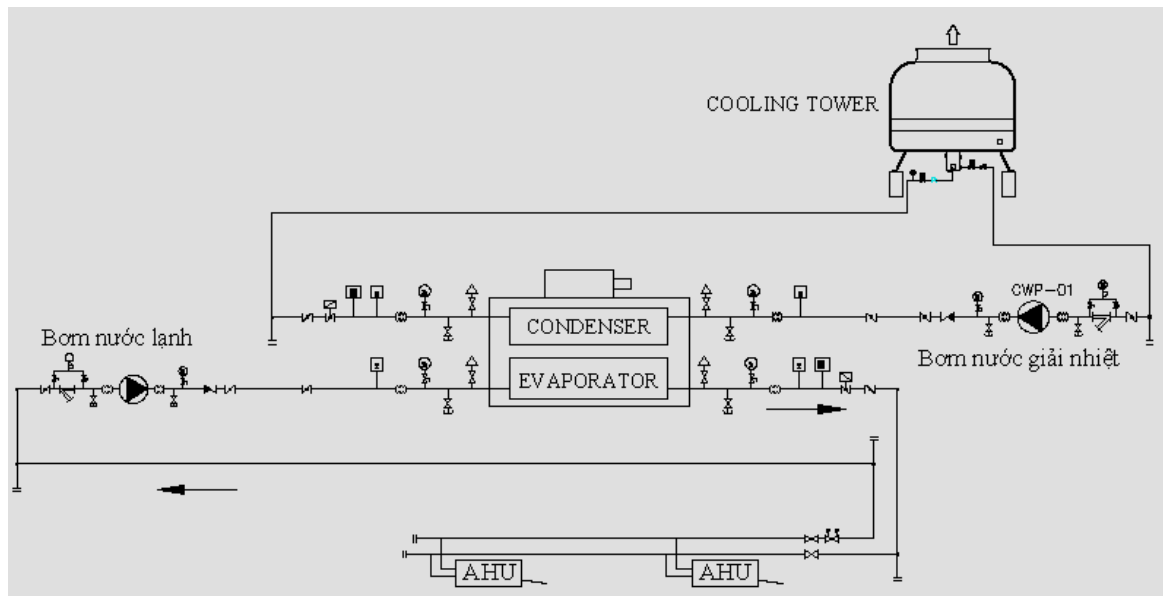 COOLING TOWER
CWP-01
CONDENSER
Bơm nước lạnh
Bơm nước giải nhiệt
EVAPORATOR
AHU
AHU